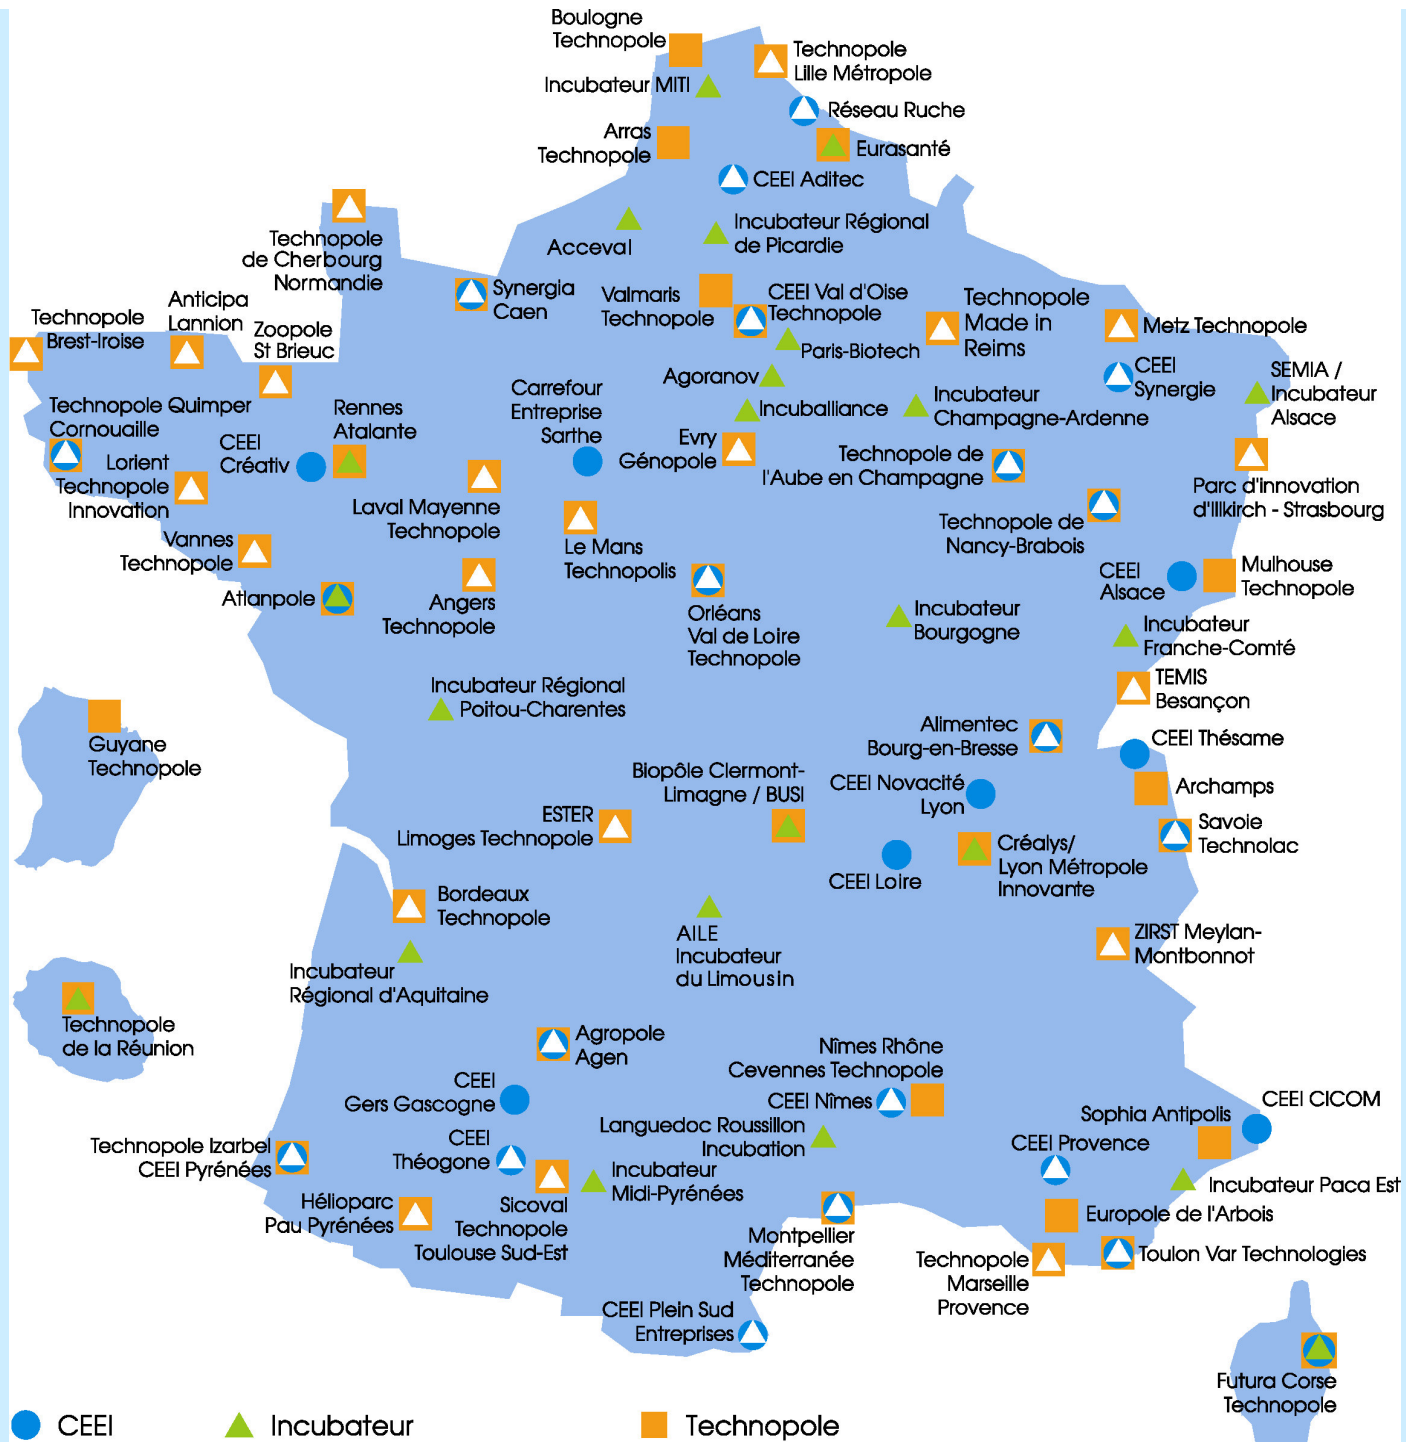 Boulogne
Technopole
Technopole
Lille Métropole
Incubateur MITI
Réseau Ruche
Arras
Technopole
Eurasanté
CEEI Aditec
Incubateur Régional
de Picardie
Acceval
Technopole
de Cherbourg
Normandie
Synergia
Caen
Valmaris
Technopole
CEEI Val d'Oise
Technopole
Technopole
Made in
Reims
Metz Technopole
Anticipa
Lannion
Technopole
Brest-Iroise
Zoopole
St Brieuc
Paris-Biotech
Agoranov
CEEI
Synergie
SEMIA /
Incubateur
Alsace
Carrefour
Entreprise
Sarthe
Incuballiance
Incubateur
Champagne-Ardenne
Technopole Quimper
Cornouaille
Rennes
Atalante
CEEI
Créativ
Evry
Génopole
Technopole de
l'Aube en Champagne
Lorient
Technopole
Innovation
Laval Mayenne
Technopole
Parc d'innovation
d'Illkirch - Strasbourg
Technopole de
Nancy-Brabois
Vannes
Technopole
Le Mans
Technopolis
CEEI
Alsace
Mulhouse
Technopole
Atlanpole
Angers
Technopole
Orléans
Val de Loire
Technopole
Incubateur
Bourgogne
Incubateur
Franche-Comté
Incubateur Régional
Poitou-Charentes
TEMIS
Besançon
Guyane
Technopole
Alimentec
Bourg-en-Bresse
CEEI Thésame
Biopôle Clermont-
Limagne / BUSI
CEEI Novacité
Lyon
Archamps
ESTER
Limoges Technopole
Savoie
Technolac
CEEI Loire
Créalys/
Lyon Métropole
Innovante
Bordeaux
Technopole
AILE
Incubateur
du Limousin
ZIRST Meylan-
Montbonnot
Incubateur
Régional d'Aquitaine
Technopole
de la Réunion
Agropole
Agen
Nîmes Rhône
Cevennes Technopole
CEEI
Gers Gascogne
CEEI Nîmes
CEEI CICOM
Sophia Antipolis
Languedoc Roussillon
Incubation
CEEI Provence
Technopole Izarbel
CEEI Pyrénées
CEEI
Théogone
Incubateur
Midi-Pyrénées
Incubateur Paca Est
Hélioparc
Pau Pyrénées
Sicoval
Technopole
Toulouse Sud-Est
Europole de l'Arbois
Montpellier
Méditerranée
Technopole
Technopole
Marseille
Provence
Toulon Var Technologies
CEEI Plein Sud
Entreprises
Futura Corse
Technopole
CEEI
Incubateur
Technopole